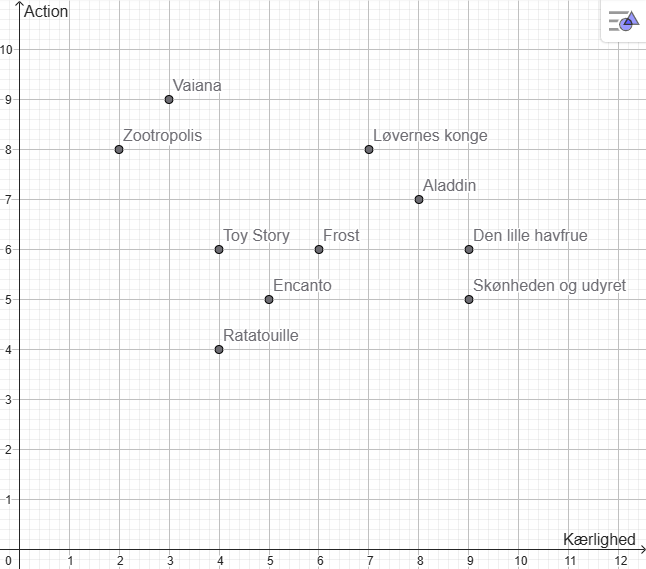 Action
10
Vaiana
9
Zootropolis
Løvernes konge
8
Aladdin
7
Toy Story
Frost
Den lille havfrue
6
Encanto
Skønheden og udyret
5
Ratatouille
4
3
2
1
Kærlighed
0 1 2 3 4 5 6 7 8 9 10 11 12